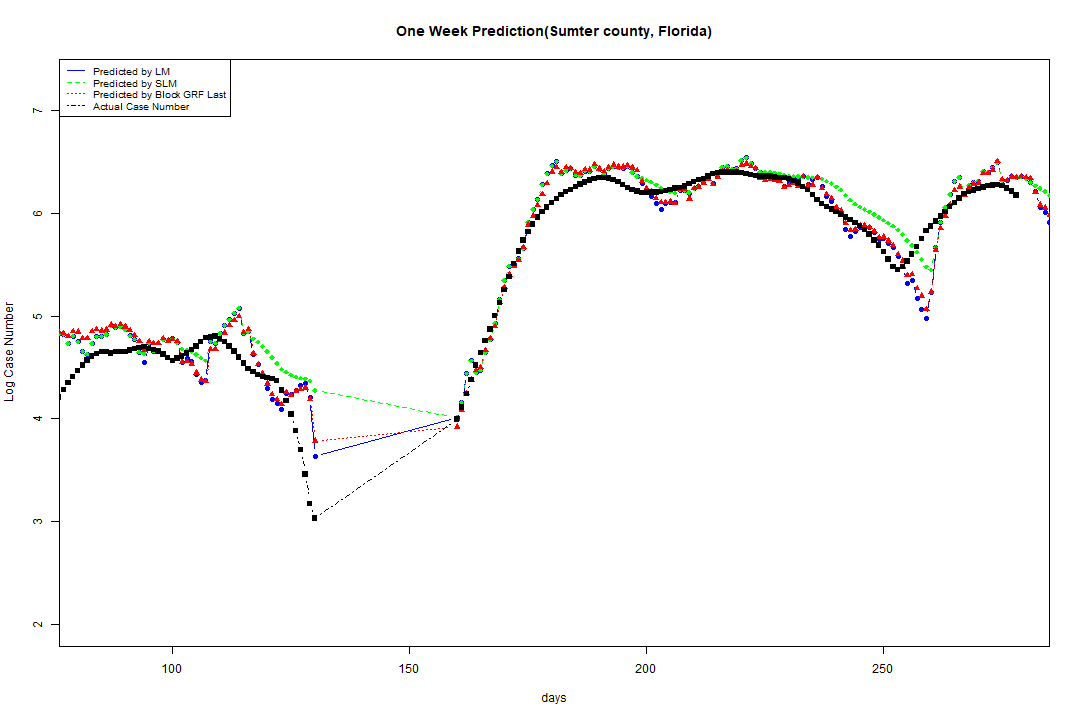 One Week Prediction(Sumter county, Florida)
Predicted by LM
Predicted by SLM
Predicted by Block GRF Last
Actual Case Number
7
6
5
4
3
2
Log Case Number
100 150 200 250
days